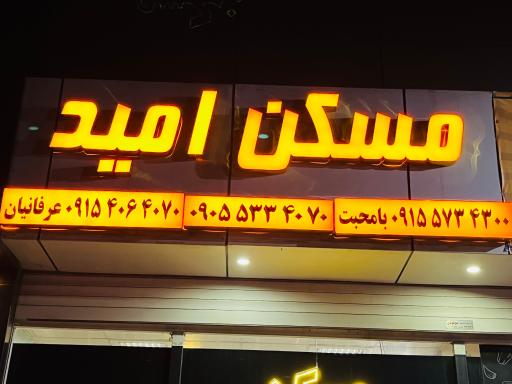 مسکن امید
۰۹۱۵ ۵۷۳ ۴۳۰۰ بامحبت
۰۹۰۵ ۵۳۳ ۴۰۷۰
۰۹۱۵ ۴۰۶ ۴۰۷۰ عرفانیان